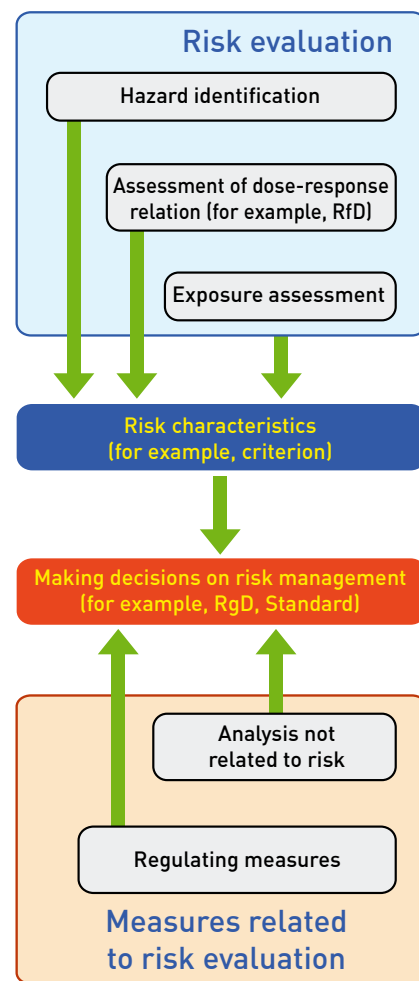 Risk evaluation
Hazard identification
Assessment of dose-response
relation (for example, RfD)
Exposure assessment
Risk characteristics
(for example, criterion)
Making decisions on risk management
(for example, RgD, Standard)
Analysis not
related to risk
Regulating measures
Measures related
to risk evaluation